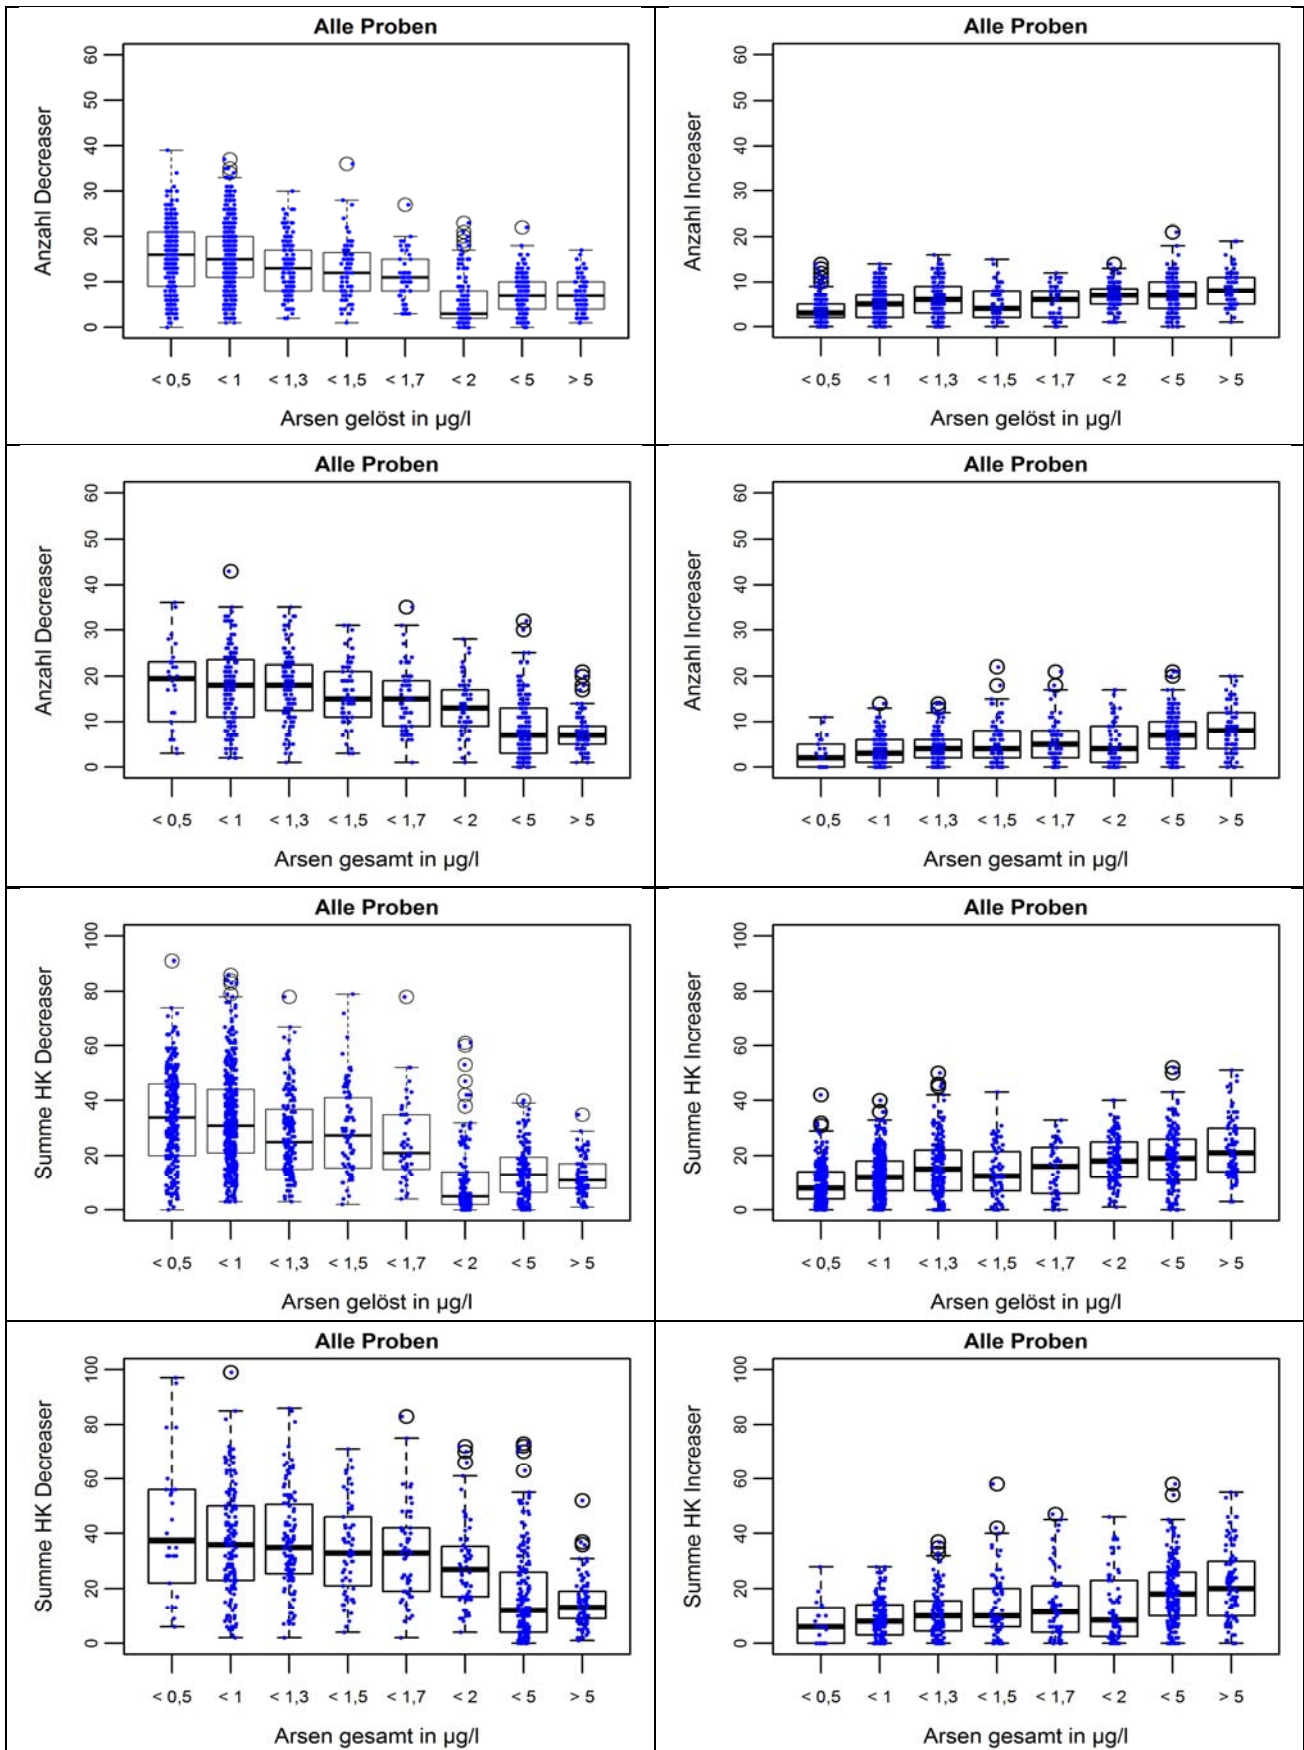 Alle Proben
Anzahl Decreaser
60
50
40
30
20
10
0
< 0,5 < 1 < 1,3 < 1,5 < 1,7 < 2 < 5 > 5
Arsen gelöst in µg/l
Alle Proben
Anzahl Increaser
60
50
40
30
20
10
0
< 0,5 < 1 < 1,3 < 1,5 < 1,7 < 2 < 5 > 5
Arsen gelöst in µg/l
Alle Proben
Anzahl Decreaser
60
50
40
30
20
10
0
< 0,5 < 1 < 1,3 < 1,5 < 1,7 < 2 < 5 > 5
Arsen gesamt in µg/l
Alle Proben
Anzahl Increaser
60
50
40
30
20
10
0
< 0,5 < 1 < 1,3 < 1,5 < 1,7 < 2 < 5 > 5
Arsen gesamt in µg/l
Alle Proben
Summe HK Decreaser
100
80
60
40
20
0
< 0,5 < 1 < 1,3 < 1,5 < 1,7 < 2 < 5 > 5
Arsen gelöst in µg/l
Alle Proben
Summe HK Increaser
100
80
60
40
20
0
< 0,5 < 1 < 1,3 < 1,5 < 1,7 < 2 < 5 > 5
Arsen gelöst in µg/l
Alle Proben
Summe HK Decreaser
100
80
60
40
20
0
< 0,5 < 1 < 1,3 < 1,5 < 1,7 < 2 < 5 > 5
Arsen gesamt in µg/l
Alle Proben
Summe HK Increaser
100
80
60
40
20
0
< 0,5 < 1 < 1,3 < 1,5 < 1,7 < 2 < 5 > 5
Arsen gesamt in µg/l